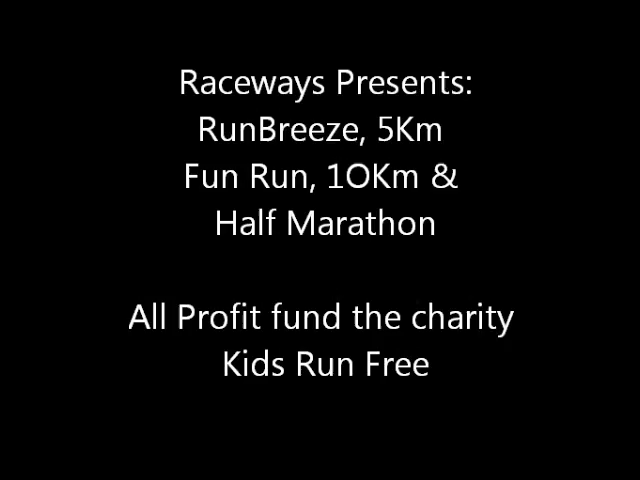 Raceways Presents:
RunBreeze, 5Km
Fun Run, 1OKm &
Half Marathon
All Profit fund the charity
Kids Run Free